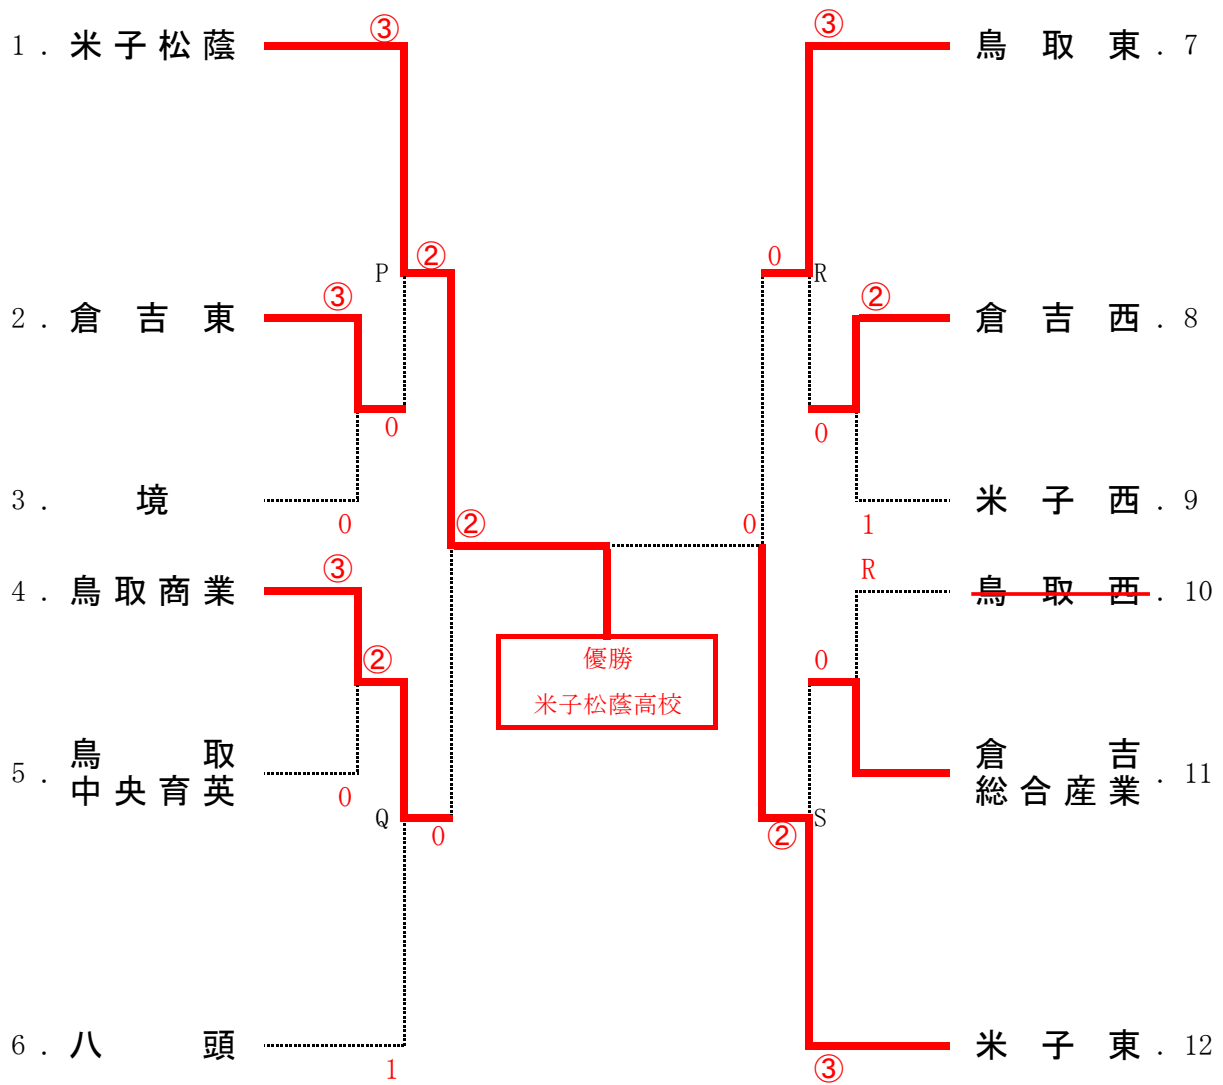 1. 米子松蔭
③
③
鳥取東. 7
P
②
0
R
2. 倉吉東
③
②
倉吉西. 8
0
0
3. 境
0
②
0
1
米子西. 9
4. 鳥取商業
③
R
鳥取西. 10
②
優勝
0
米子松蔭高校
5. 鳥取
中央育英
0
倉吉
総合産業. 11
Q
0
②
S
6. 八頭
1
③
米子東. 12